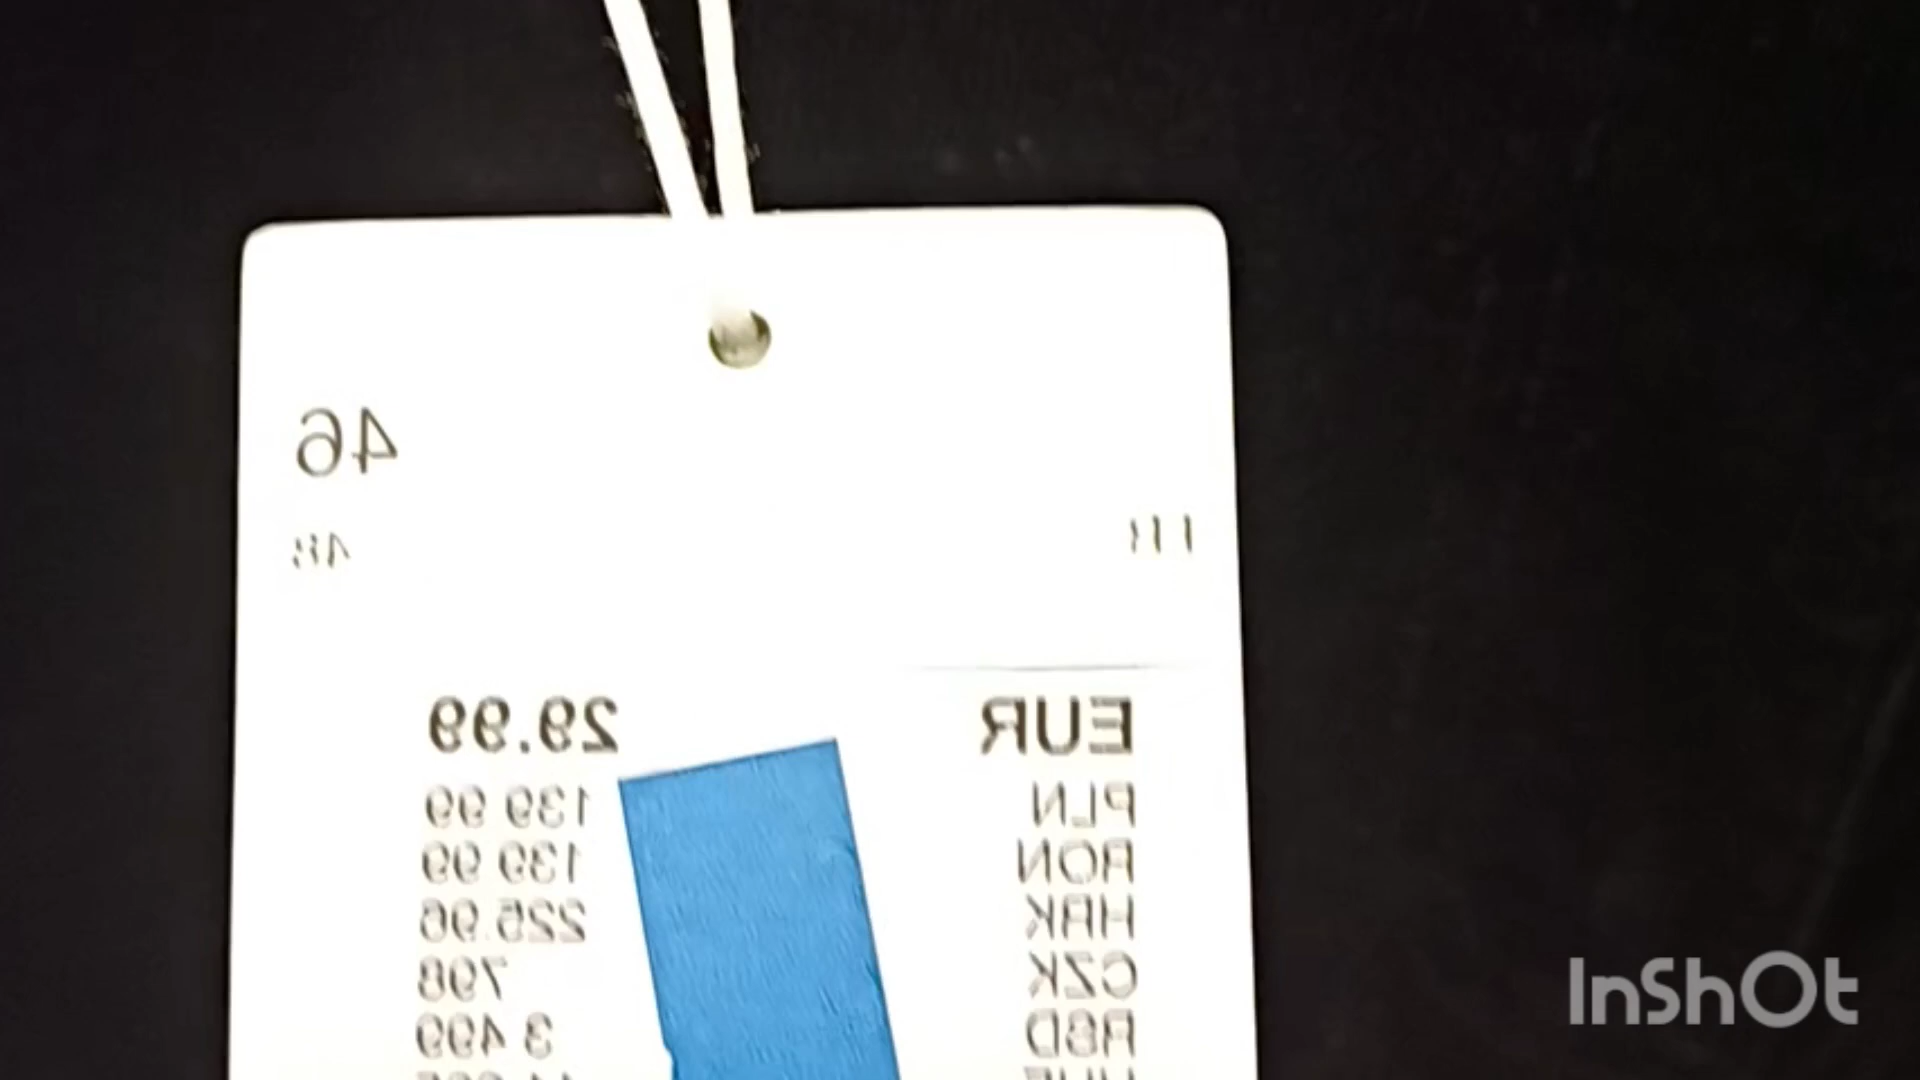 46
FR 48
EUR 29.99
PLN 139.99
RON 139.99
HRK 225.96
CZK 798
RSD 3 499
InShOt